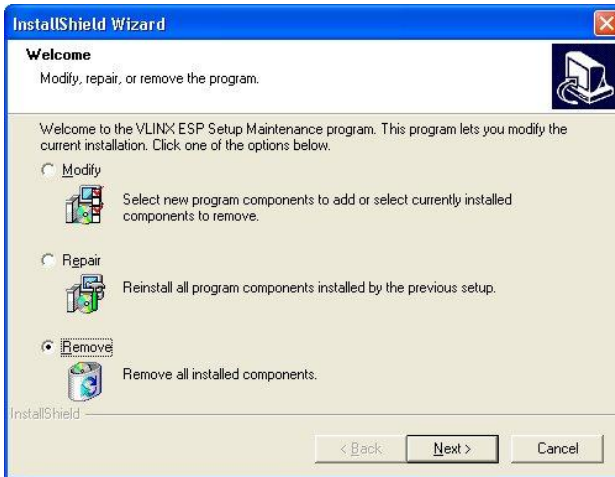 InstallShield Wizard
Welcome
Modify, repair, or remove the program.
Welcome to the VLINX ESP Setup Maintenance program. This program lets you modify the
current installation. Click one of the options below.
Modify
Select new program components to add or select currently installed
components to remove.
Repair
Reinstall all program components installed by the previous setup.
Remove
Remove all installed components.
InstallShield
< Back Next > Cancel